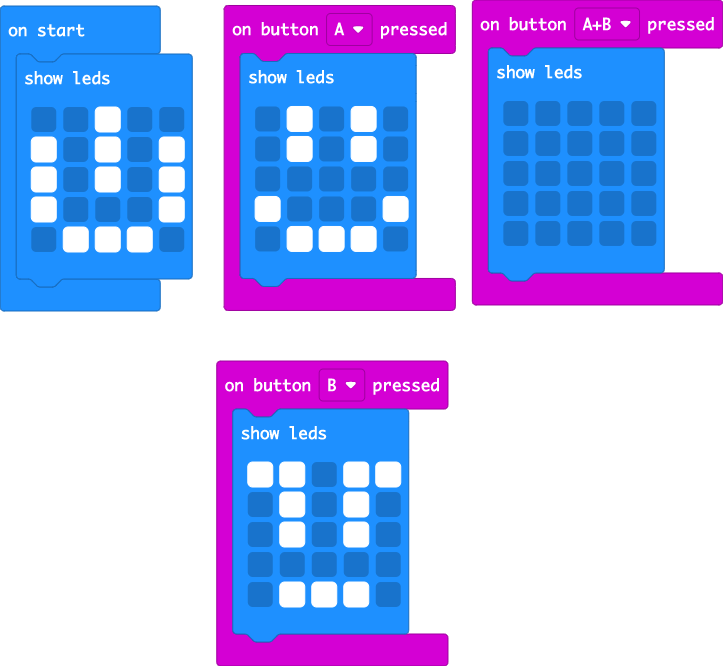 on start
show leds
on button A pressed
show leds
on button A+B pressed
show leds
on button B pressed
show leds